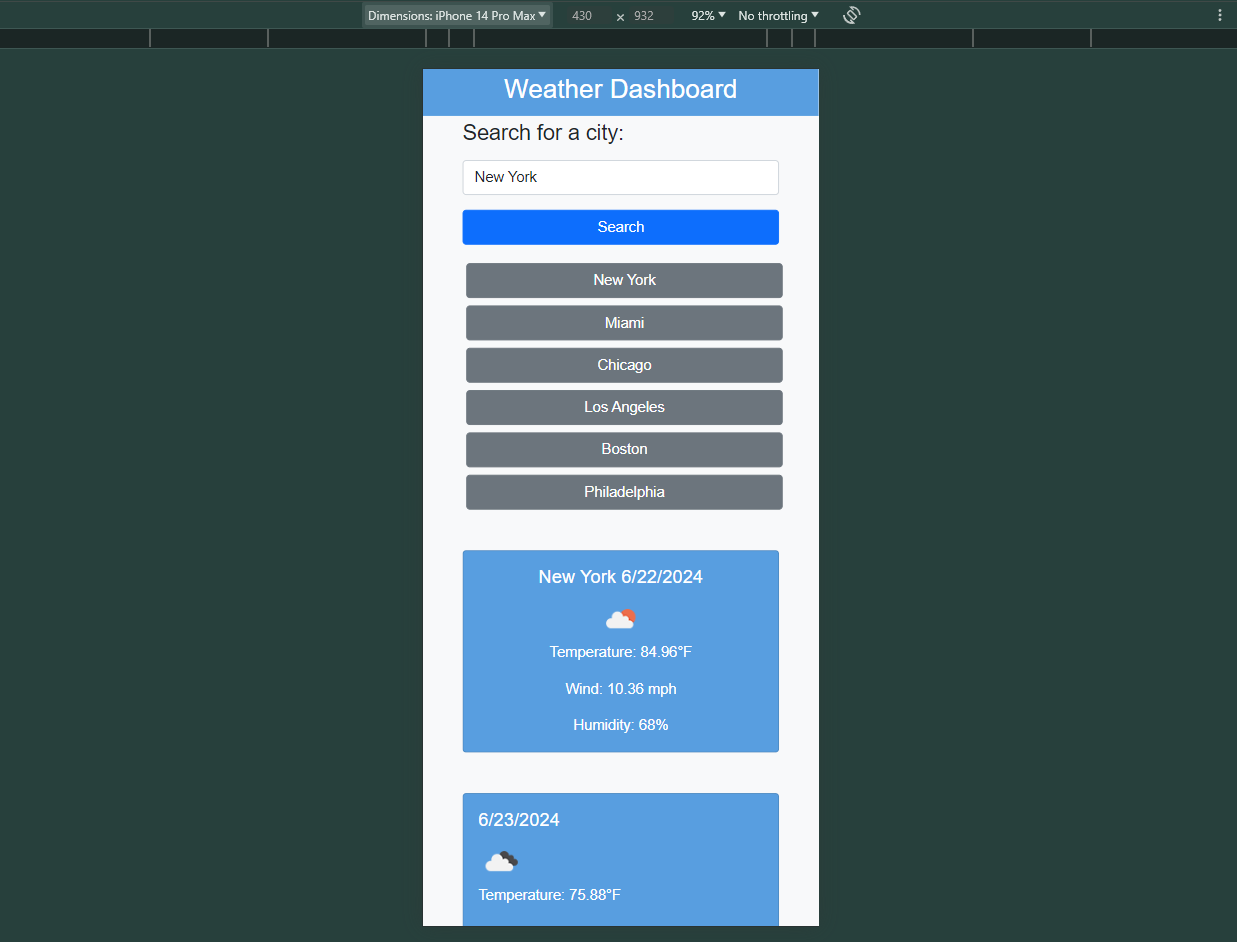 Dimensions: iPhone 14 Pro Max 430 × 932 92% No throttling
Weather Dashboard
Search for a city:
New York
Search
New York
Miami
Chicago
Los Angeles
Boston
Philadelphia
New York 6/22/2024
Temperature: 84.96°F
Wind: 10.36 mph
Humidity: 68%
6/23/2024
Temperature: 75.88°F